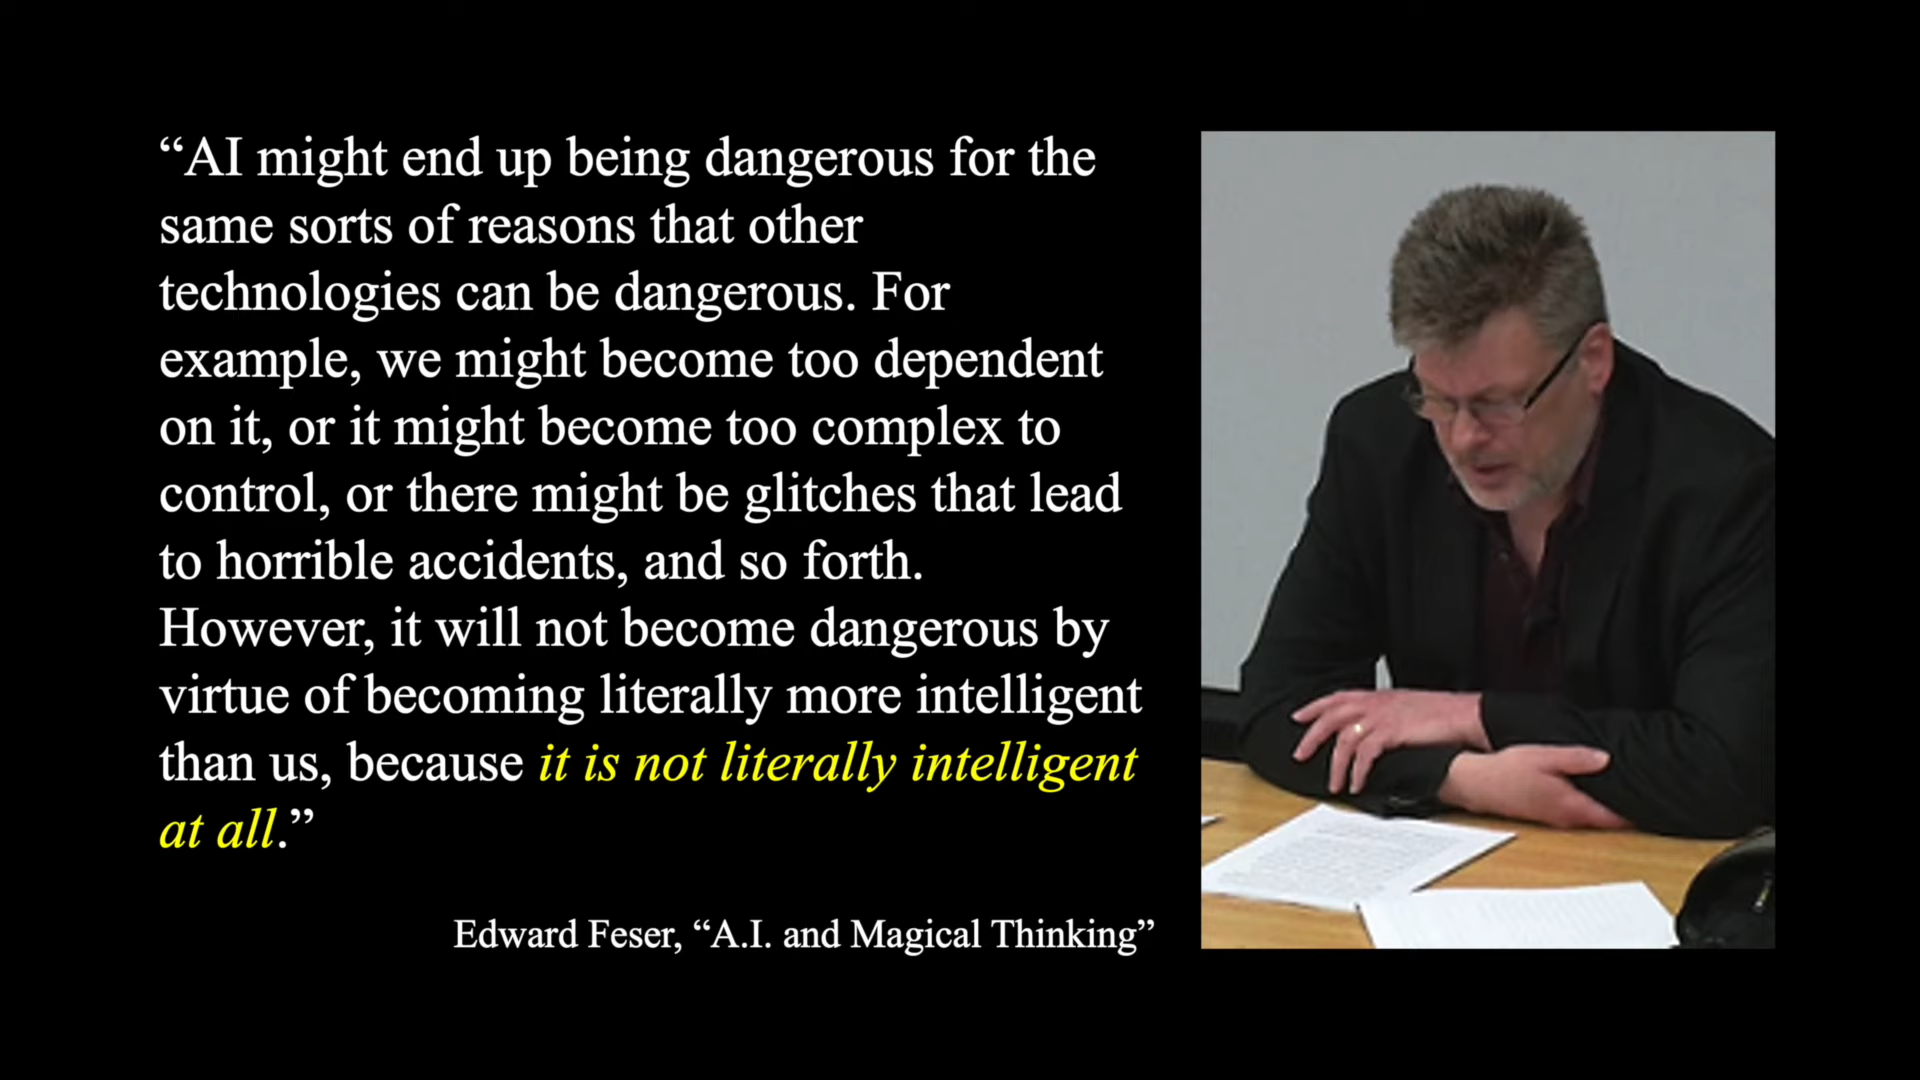 “AI might end up being dangerous for the
same sorts of reasons that other
technologies can be dangerous. For
example, we might become too dependent
on it, or it might become too complex to
control, or there might be glitches that lead
to horrible accidents, and so forth.
However, it will not become dangerous by
virtue of becoming literally more intelligent
than us, because it is not literally intelligent
at all.”
Edward Feser, “A.I. and Magical Thinking”